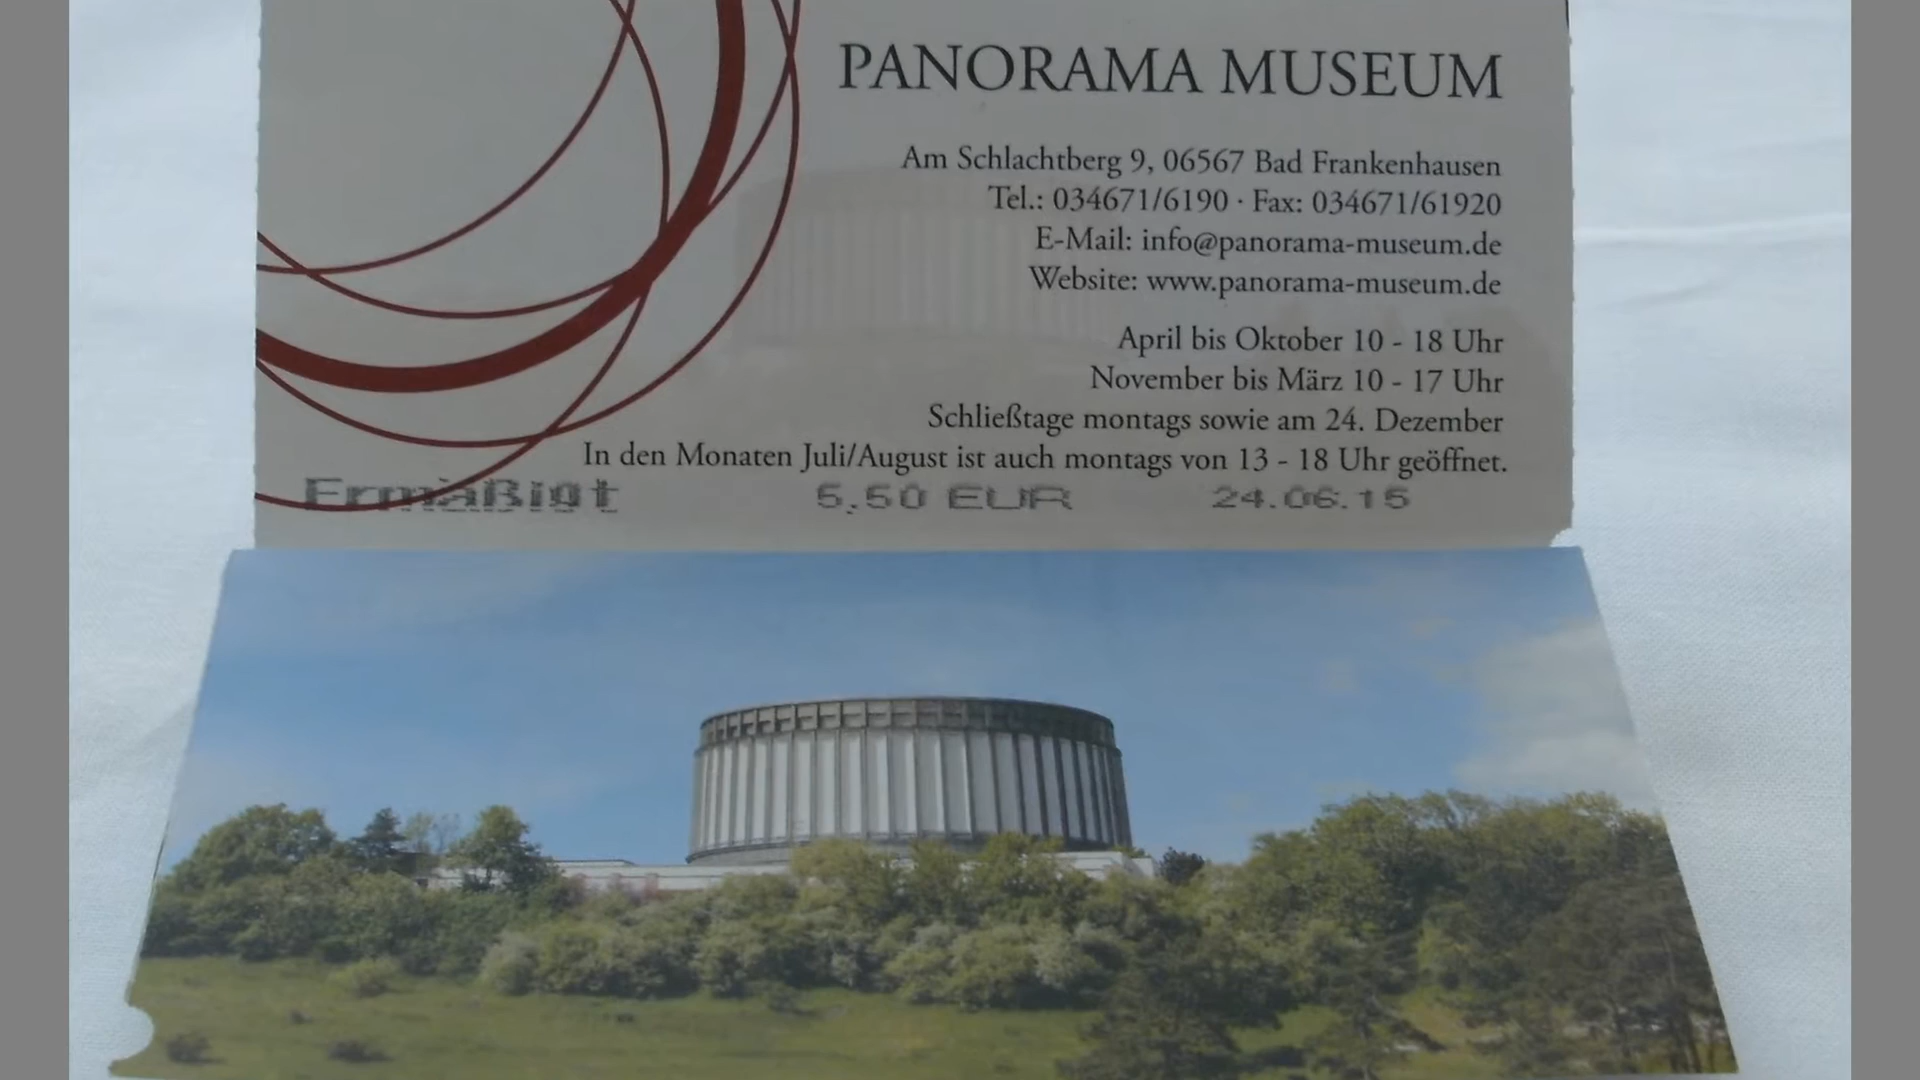 PANORAMA MUSEUM
Am Schlachtberg 9, 06567 Bad Frankenhausen
Tel.: 034671/6190 · Fax: 034671/61920
E-Mail: info@panorama-museum.de
Website: www.panorama-museum.de
April bis Oktober 10 - 18 Uhr
November bis März 10 - 17 Uhr
Schließtage montags sowie am 24. Dezember
In den Monaten Juli/August ist auch montags von 13 - 18 Uhr geöffnet.
Ermäßigt 5,50 EUR 24.06.15